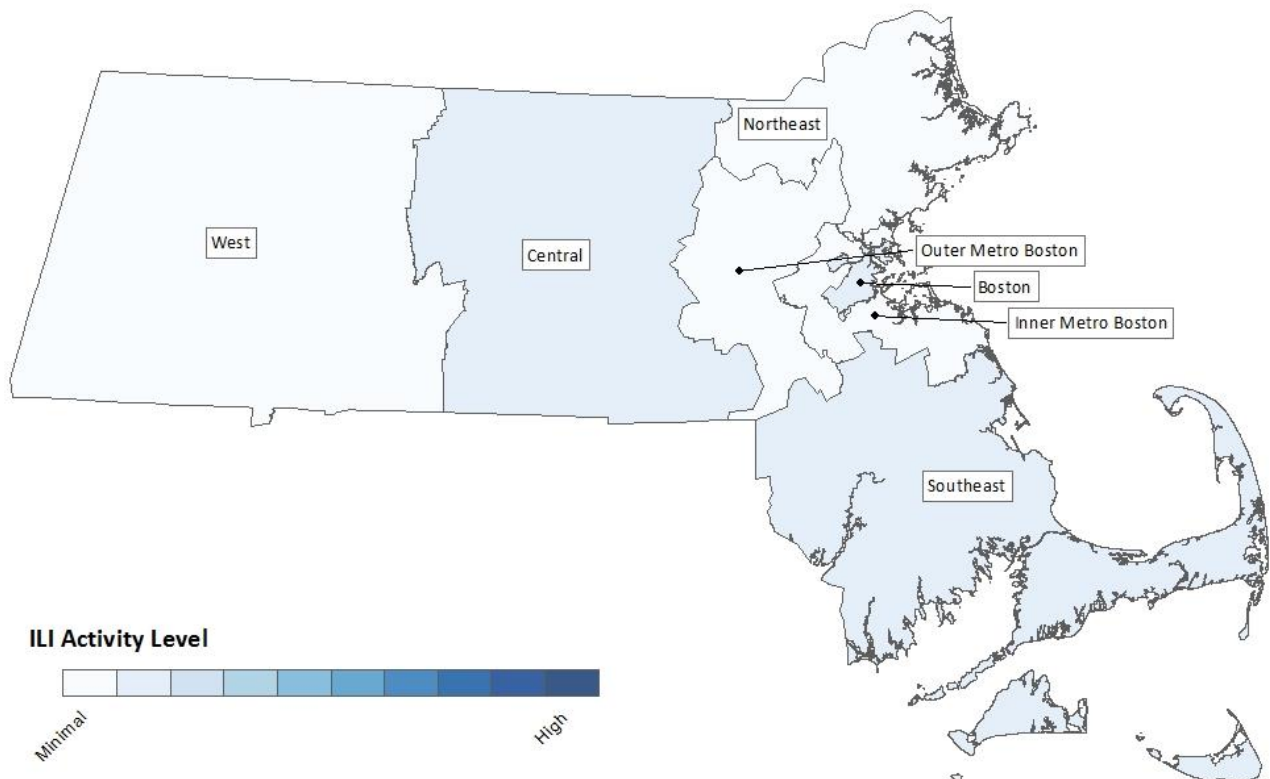 Northeast
West
Central
Outer Metro Boston
Boston
Inner Metro Boston
Southeast
ILI Activity Level
Minimal
High